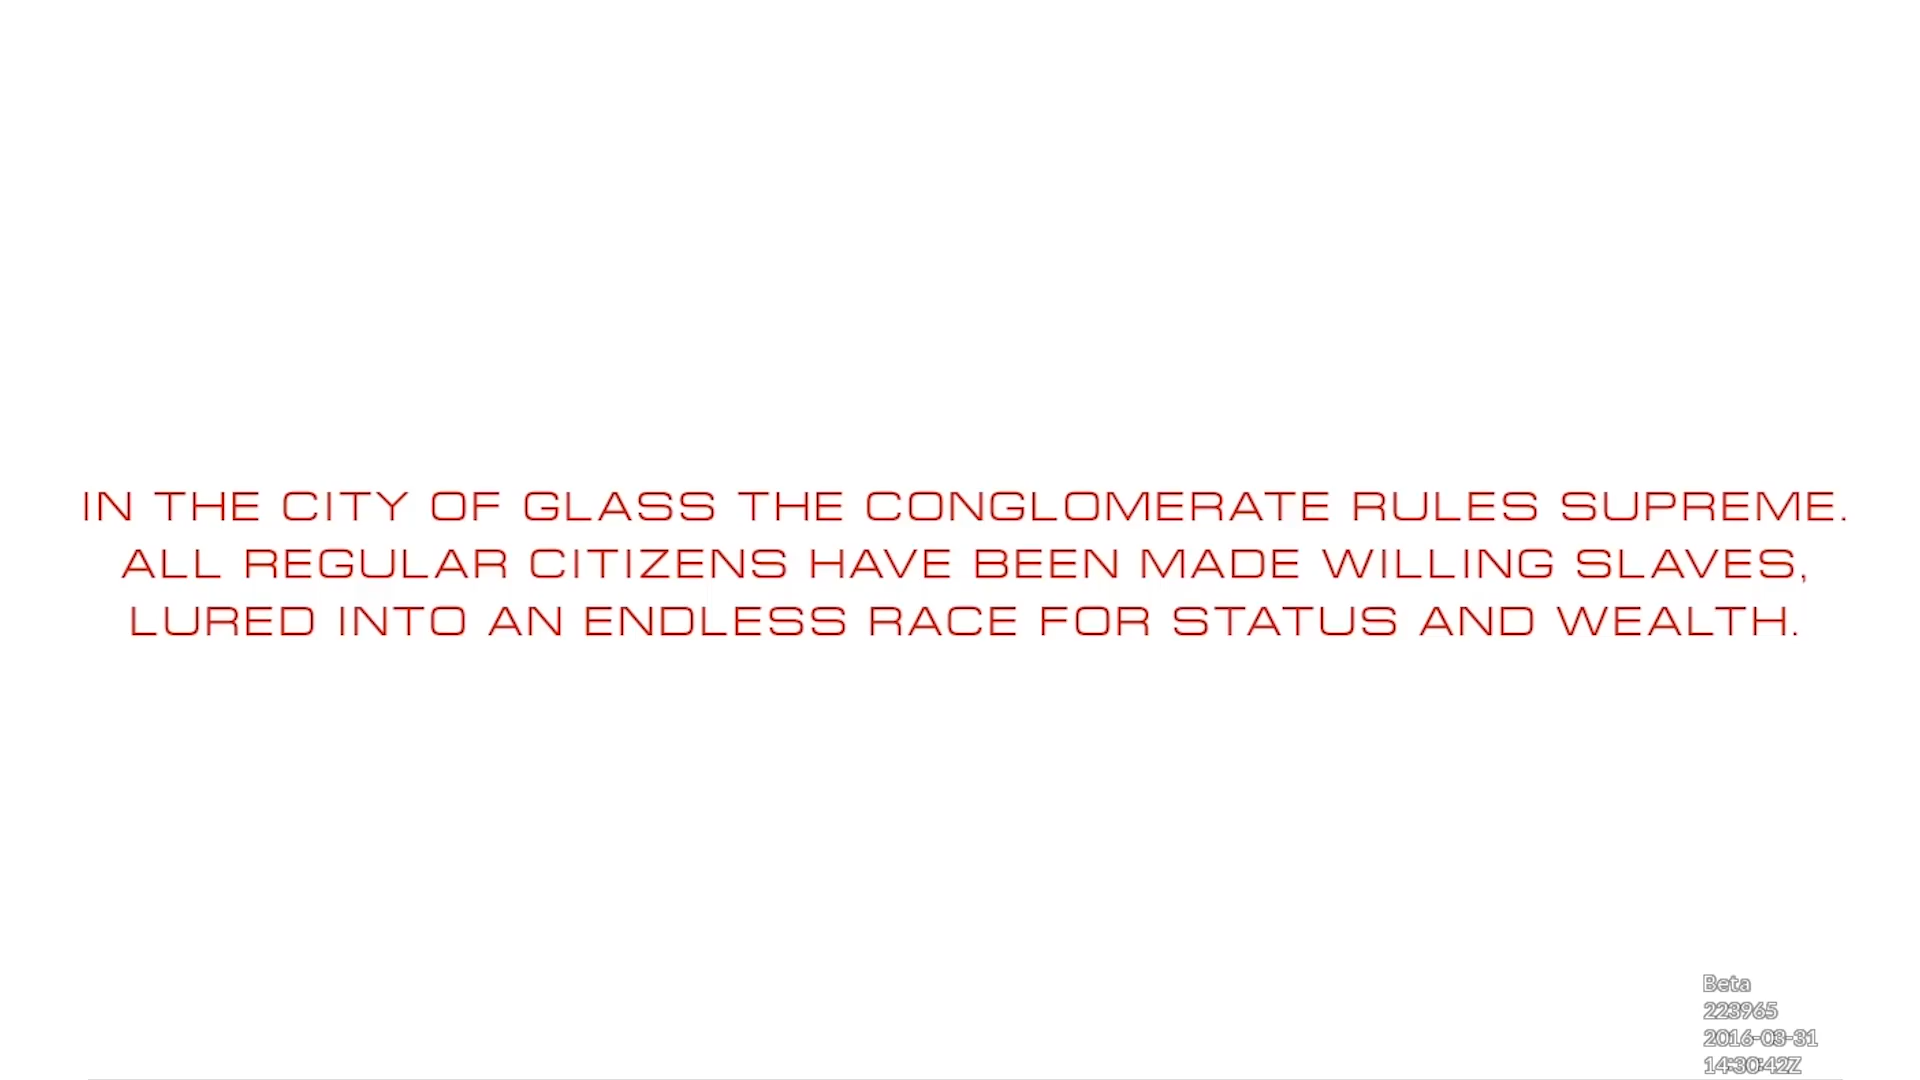 IN THE CITY OF GLASS THE CONGLOMERATE RULES SUPREME.
ALL REGULAR CITIZENS HAVE BEEN MADE WILLING SLAVES,
LURED INTO AN ENDLESS RACE FOR STATUS AND WEALTH.
Beta
223965
2016-03-31
14:30:42Z